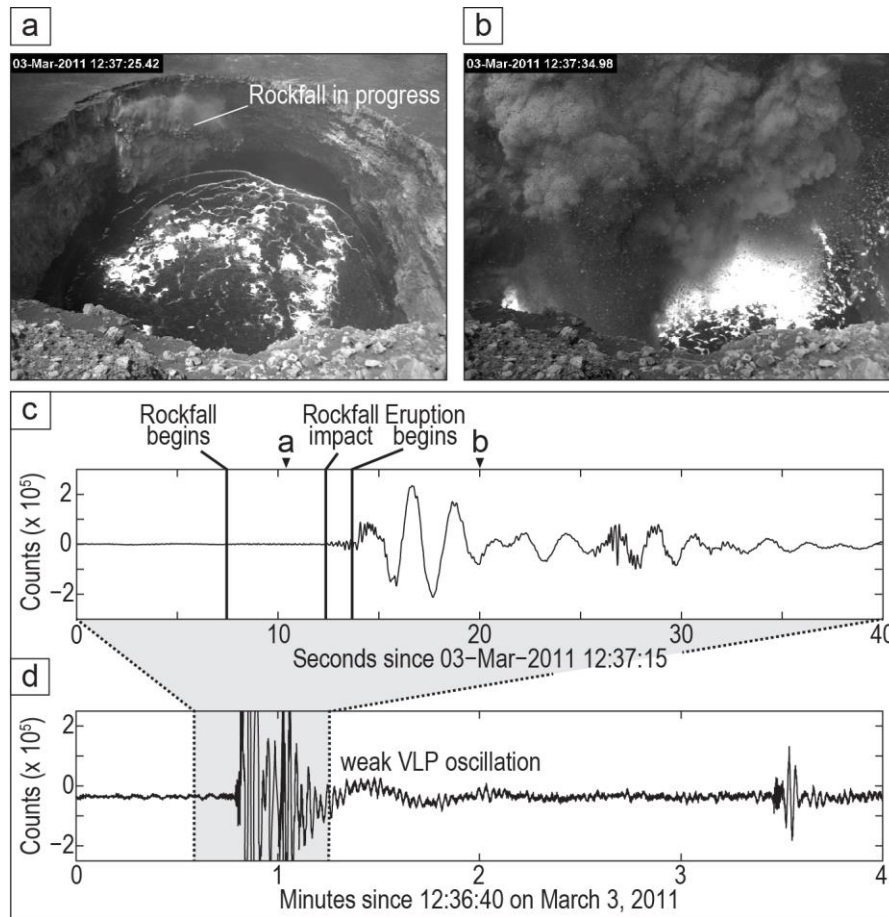 a
03-Mar-2011 12:37:25.42
Rockfall in progress
b
03-Mar-2011 12:37:34.98
c
Rockfall begins
a
Rockfall impact
Eruption begins
b
Counts (x 10⁵)
2
0
−2
0
10
20
30
40
Seconds since 03−Mar−2011 12:37:15
d
Counts (x 10⁵)
2
0
−2
weak VLP oscillation
0
1
2
3
4
Minutes since 12:36:40 on March 3, 2011